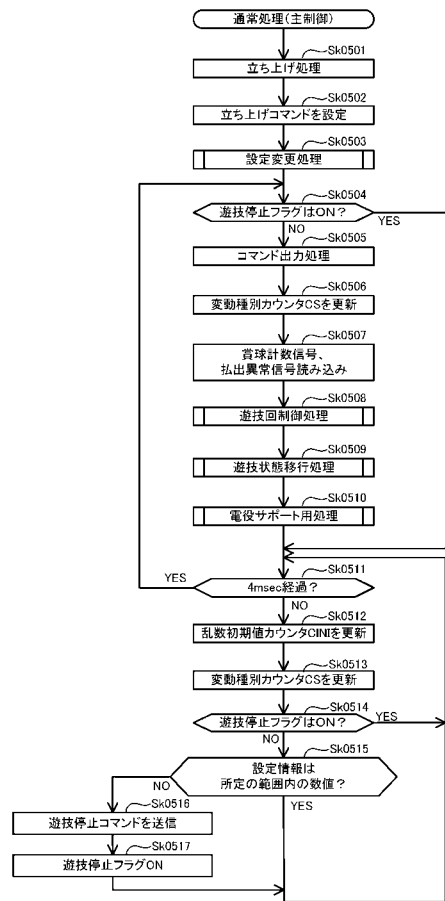 通常処理(主制御)
Sk0501
立ち上げ処理
Sk0502
立ち上げコマンドを設定
Sk0503
設定変更処理
Sk0504
遊技停止フラグはON？
YES
NO
Sk0505
コマンド出力処理
Sk0506
変動種別カウンタCSを更新
Sk0507
賞球計数信号、
払出異常信号読み込み
Sk0508
遊技回制御処理
Sk0509
遊技状態移行処理
Sk0510
電役サポート用処理
Sk0511
YES
4msec経過？
NO
Sk0512
乱数初期値カウンタCINIを更新
Sk0513
変動種別カウンタCSを更新
Sk0514
遊技停止フラグはON？
YES
NO
Sk0515
設定情報は
所定の範囲内の数値？
NO
YES
Sk0516
遊技停止コマンドを送信
Sk0517
遊技停止フラグON